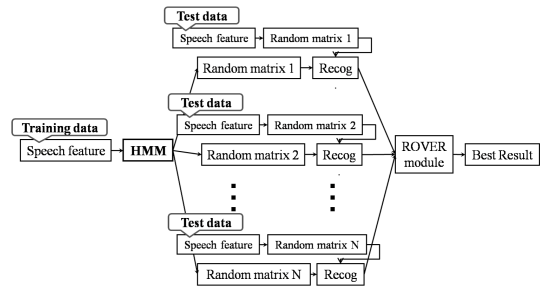 Test data
Speech feature
Random matrix 1
Random matrix 1
Recog
Test data
Training data
Speech feature
Random matrix 2
Speech feature
HMM
Random matrix 2
Recog
ROVER
module
Best Result
Test data
Speech feature
Random matrix N
Random matrix N
Recog